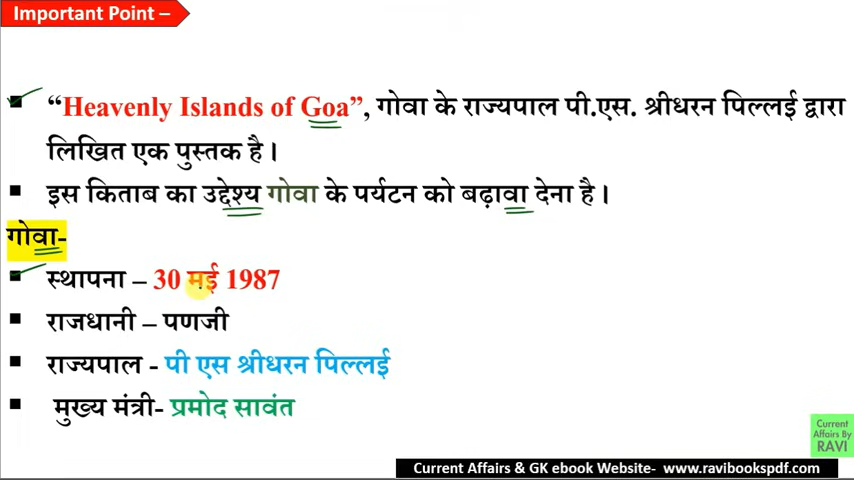 Important Point –
"Heavenly Islands of Goa", गोवा के राज्यपाल पी.एस. श्रीधरन पिल्लई द्वारा
लिखित एक पुस्तक है।
इस किताब का उद्देश्य गोवा के पर्यटन को बढ़ावा देना है।
गोवा-
स्थापना – 30 मई 1987
राजधानी – पणजी
राज्यपाल - पी एस श्रीधरन पिल्लई
मुख्य मंत्री- प्रमोद सावंत
Current
Affairs By
RAVI
Current Affairs & GK ebook Website- www.ravibookspdf.com